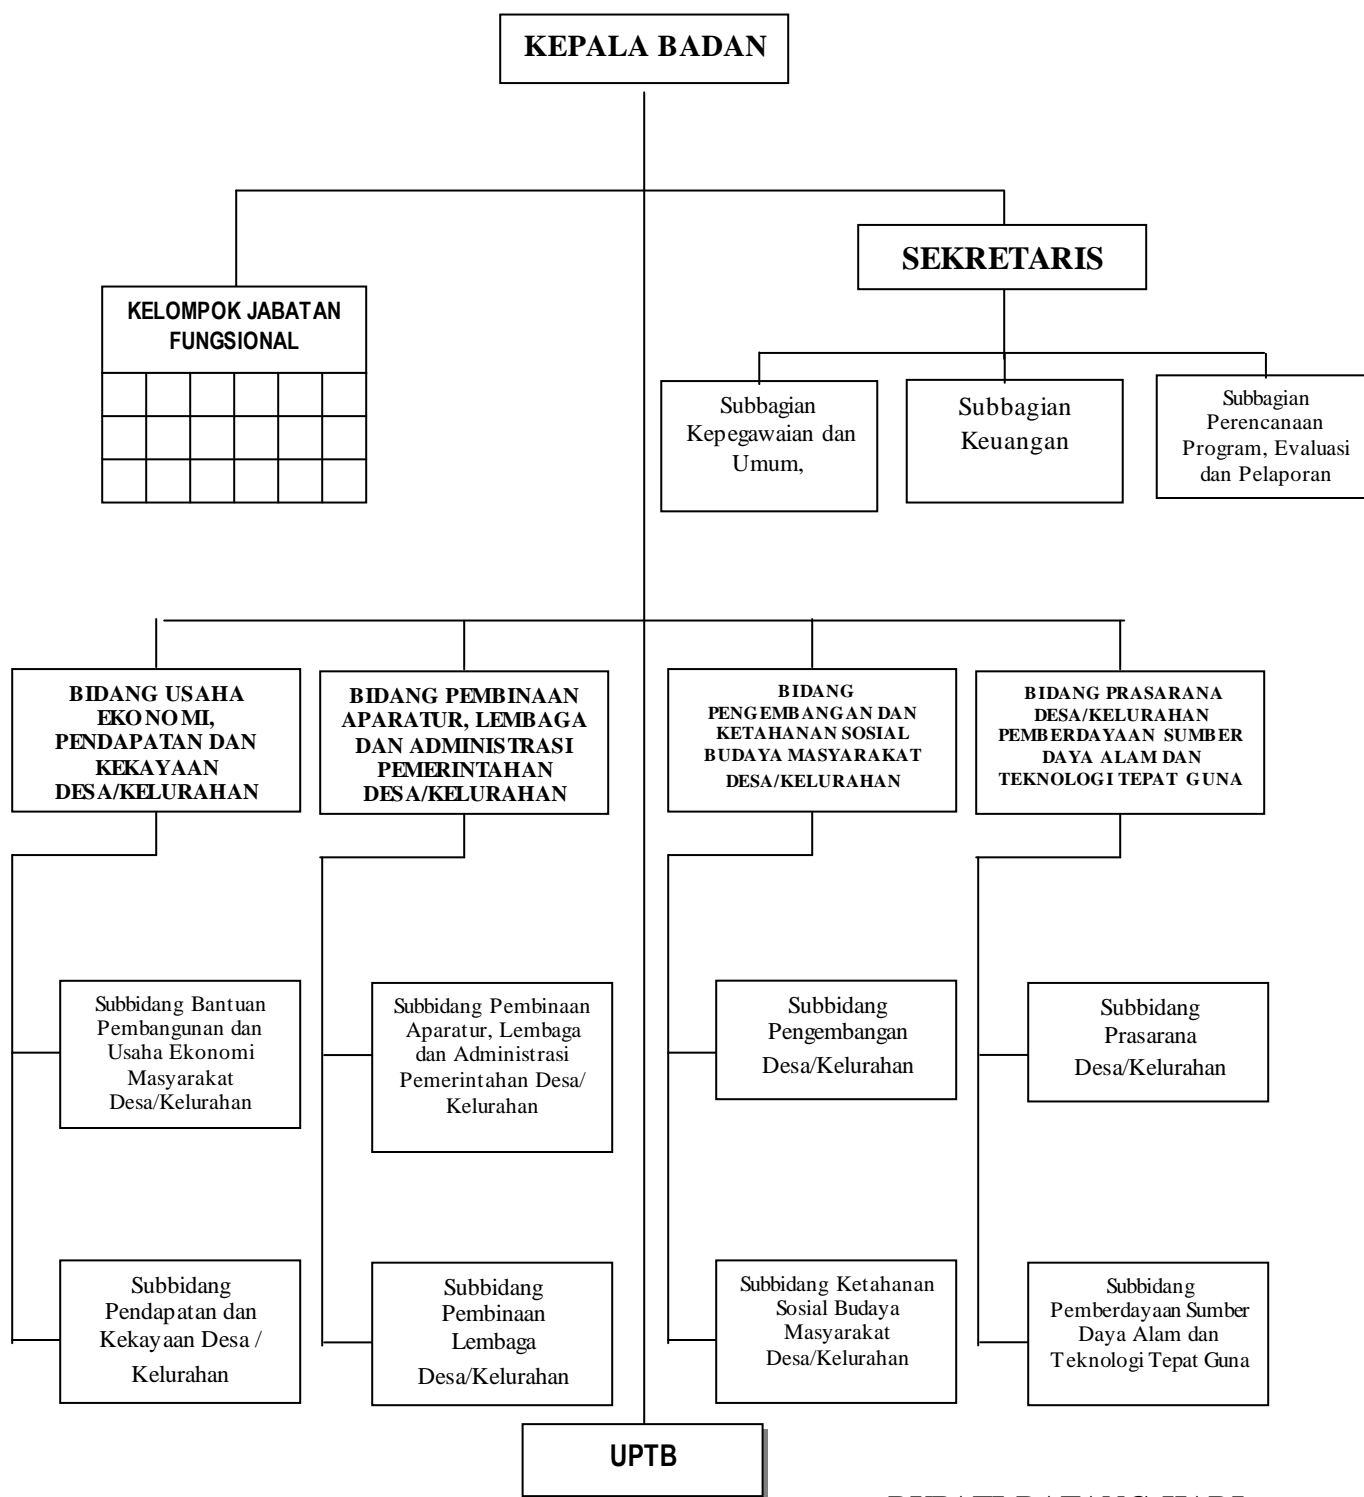 KEPALA BADAN
SEKRETARIS
KELOMPOK JABATAN
FUNGSIONAL
Subbagian
Kepegawaian dan
Umum,
Subbagian
Keuangan
Subbagian
Perencanaan
Program, Evaluasi
dan Pelaporan
BIDANG USAHA
EKONOMI,
PENDAPATAN DAN
KEKAYAAN
DESA/KELURAHAN
BIDANG PEMBINAAN
APARATUR, LEMBAGA
DAN ADMINISTRASI
PEMERINTAHAN
DESA/KELURAHAN
BIDANG
PENGEMBANGAN DAN
KETAHANAN SOSIAL
BUDAYA MASYARAKAT
DESA/KELURAHAN
BIDANG PRASARANA
DESA/KELURAHAN
PEMBERDAYAAN SUMBER
DAYA ALAM DAN
TEKNOLOGI TEPAT GUNA
Subbidang Bantuan
Pembangunan dan
Usaha Ekonomi
Masyarakat
Desa/Kelurahan
Subbidang Pembinaan
Aparatur, Lembaga
dan Administrasi
Pemerintahan Desa/
Kelurahan
Subbidang
Pengembangan
Desa/Kelurahan
Subbidang
Prasarana
Desa/Kelurahan
Subbidang
Pendapatan dan
Kekayaan Desa /
Kelurahan
Subbidang
Pembinaan
Lembaga
Desa/Kelurahan
Subbidang Ketahanan
Sosial Budaya
Masyarakat
Desa/Kelurahan
Subbidang
Pemberdayaan Sumber
Daya Alam dan
Teknologi Tepat Guna
UPTB